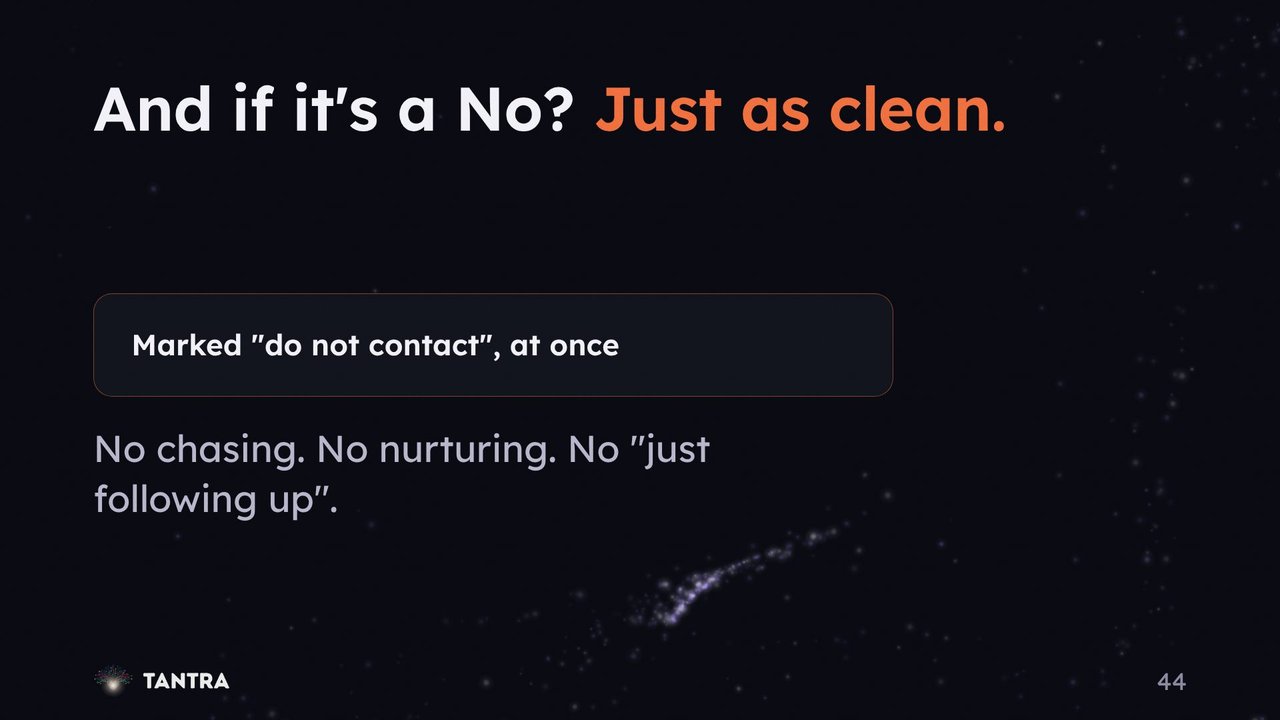 And if it's a No? Just as clean.
Marked "do not contact", at once
No chasing. No nurturing. No "just
following up".
TANTRA
44